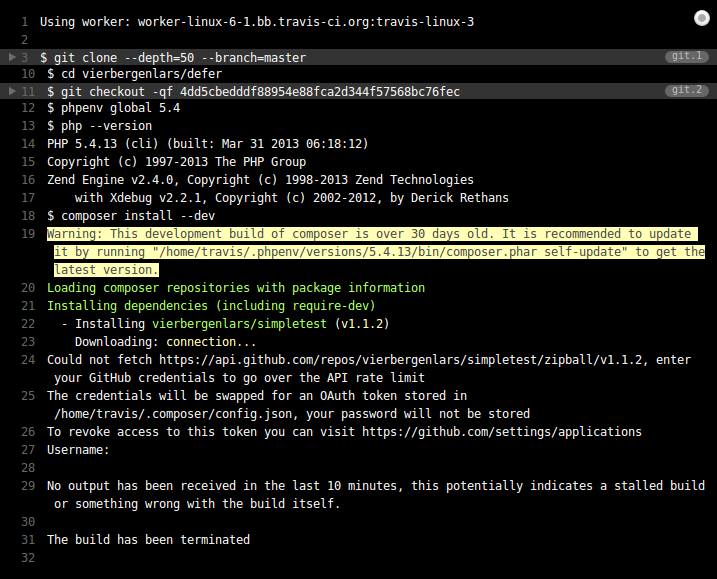 1 Using worker: worker-linux-6-1.bb.travis-ci.org:travis-linux-3
2
3 $ git clone --depth=50 --branch=master git.1
10 $ cd vierbergenlars/defer
11 $ git checkout -qf 4dd5cbedddf88954e88fca2d344f57568bc76fec git.2
12 $ phpenv global 5.4
13 $ php --version
14 PHP 5.4.13 (cli) (built: Mar 31 2013 06:18:12)
15 Copyright (c) 1997-2013 The PHP Group
16 Zend Engine v2.4.0, Copyright (c) 1998-2013 Zend Technologies
17 with Xdebug v2.2.1, Copyright (c) 2002-2012, by Derick Rethans
18 $ composer install --dev
19 Warning: This development build of composer is over 30 days old. It is recommended to update
it by running "/home/travis/.phpenv/versions/5.4.13/bin/composer.phar self-update" to get the
latest version.
20 Loading composer repositories with package information
21 Installing dependencies (including require-dev)
22 - Installing vierbergenlars/simpletest (v1.1.2)
23 Downloading: connection...
24 Could not fetch https://api.github.com/repos/vierbergenlars/simpletest/zipball/v1.1.2, enter
your GitHub credentials to go over the API rate limit
25 The credentials will be swapped for an OAuth token stored in
/home/travis/.composer/config.json, your password will not be stored
26 To revoke access to this token you can visit https://github.com/settings/applications
27 Username:
28
29 No output has been received in the last 10 minutes, this potentially indicates a stalled build
or something wrong with the build itself.
30
31 The build has been terminated
32